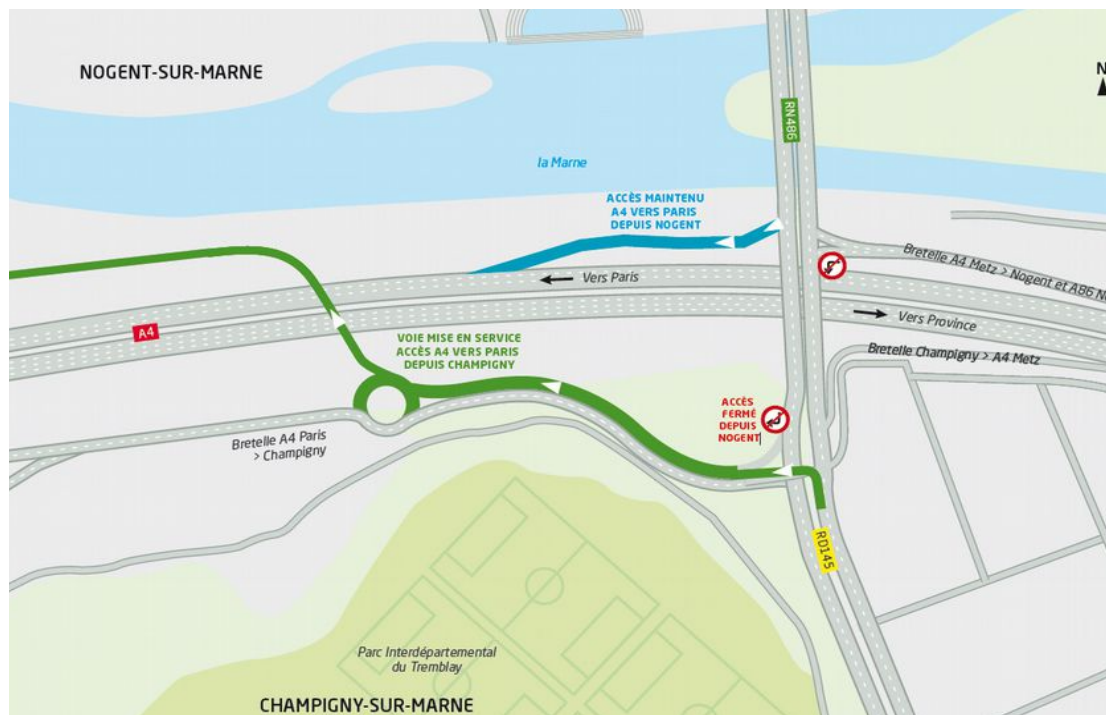 NOGENT-SUR-MARNE
N
RN486
la Marne
ACCÈS MAINTENU
A4 VERS PARIS
DEPUIS NOGENT
Bretelle A4 Metz > Nogent et A86 N
Vers Paris
Vers Province
A4
VOIE MISE EN SERVICE
ACCÈS A4 VERS PARIS
DEPUIS CHAMPIGNY
Bretelle Champigny > A4 Metz
ACCÈS
FERMÉ
DEPUIS
NOGENT
Bretelle A4 Paris
> Champigny
RD145
Parc Interdépartemental
du Tremblay
CHAMPIGNY-SUR-MARNE